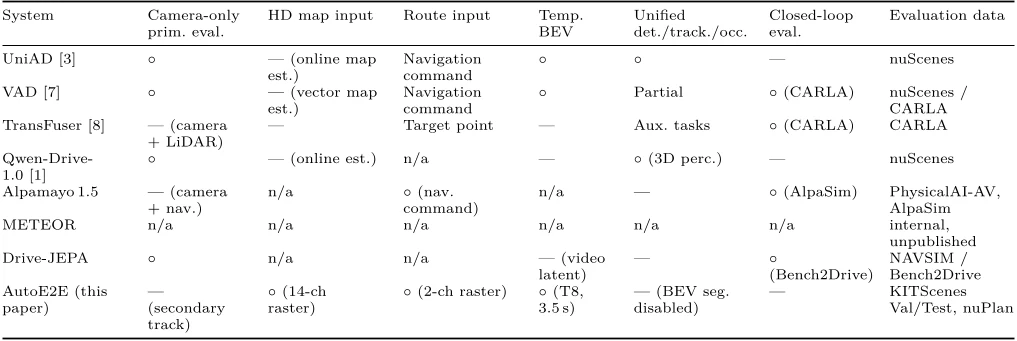 System Camera-only HD map input Route input Temp. Unified Closed-loop Evaluation data
prim. eval. BEV det./track./occ. eval.
UniAD [3] ○ — (online map Navigation ○ ○ — nuScenes
est.) command
VAD [7] ○ — (vector map Navigation ○ Partial ○ (CARLA) nuScenes /
est.) command CARLA
TransFuser [8] — (camera — Target point — Aux. tasks ○ (CARLA) CARLA
+ LiDAR)
Qwen-Drive- ○ — (online est.) n/a — ○ (3D perc.) — nuScenes
1.0 [1]
Alpamayo 1.5 — (camera n/a ○ (nav. n/a — ○ (AlpaSim) PhysicalAI-AV,
+ nav.) command) AlpaSim
METEOR n/a n/a n/a n/a n/a n/a internal,
unpublished
Drive-JEPA ○ n/a n/a — (video — ○ NAVSIM /
latent) (Bench2Drive) Bench2Drive
AutoE2E (this — ○ (14-ch ○ (2-ch raster) ○ (T8, — (BEV seg. — KITScenes
paper) (secondary raster) 3.5 s) disabled) Val/Test, nuPlan
track)